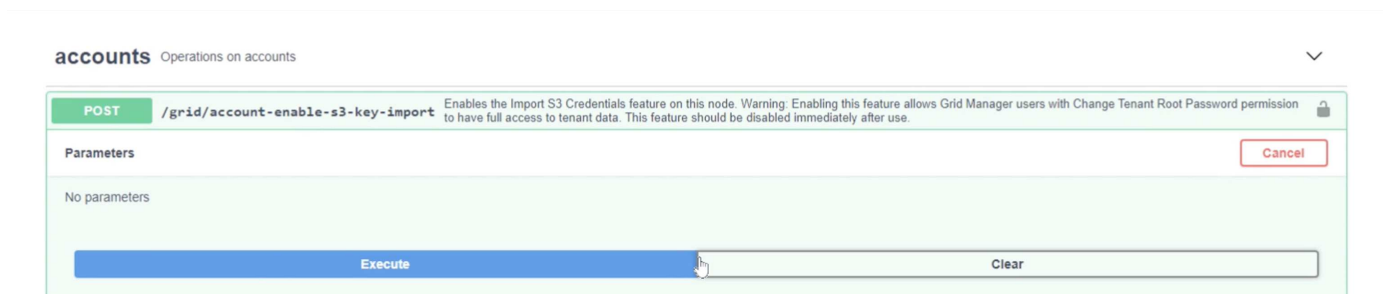 accounts Operations on accounts
POST /grid/account-enable-s3-key-import Enables the Import S3 Credentials feature on this node. Warning: Enabling this feature allows Grid Manager users with Change Tenant Root Password permission
to have full access to tenant data. This feature should be disabled immediately after use.
Parameters Cancel
No parameters
Execute Clear